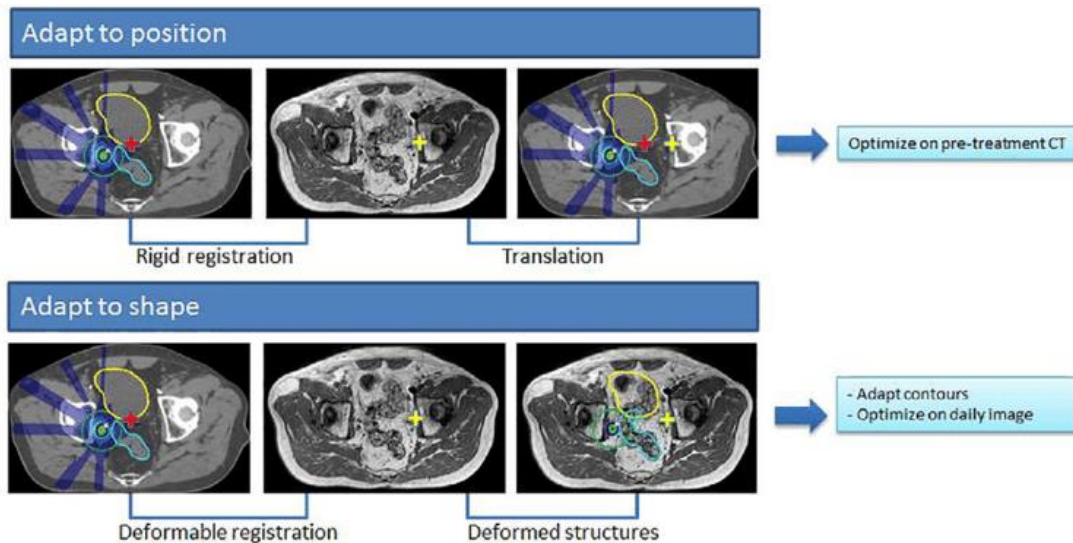 Adapt to position
Optimize on pre-treatment CT
Rigid registration
Translation
Adapt to shape
- Adapt contours
- Optimize on daily image
Deformable registration
Deformed structures